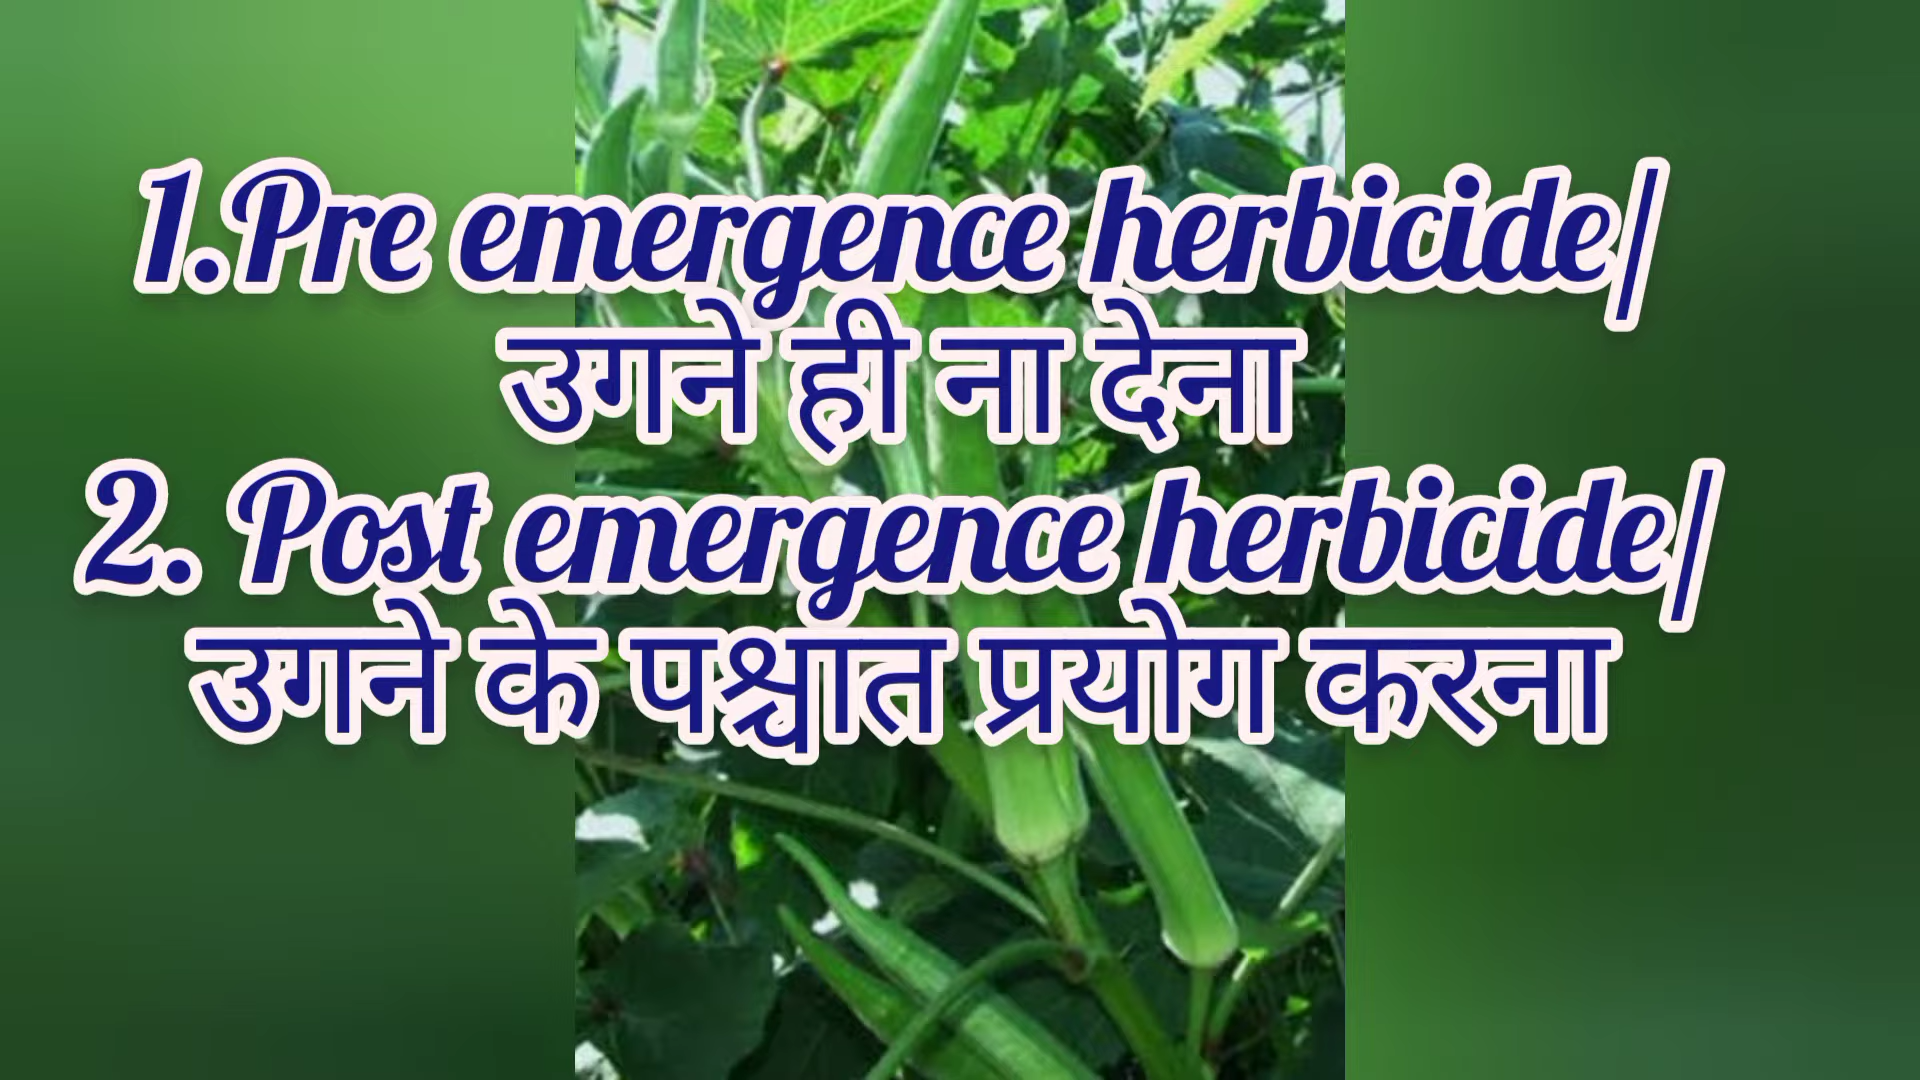 1.Pre emergence herbicide|
उगने ही ना देना
2. Post emergence herbicide|
उगने के पश्चात प्रयोग करना